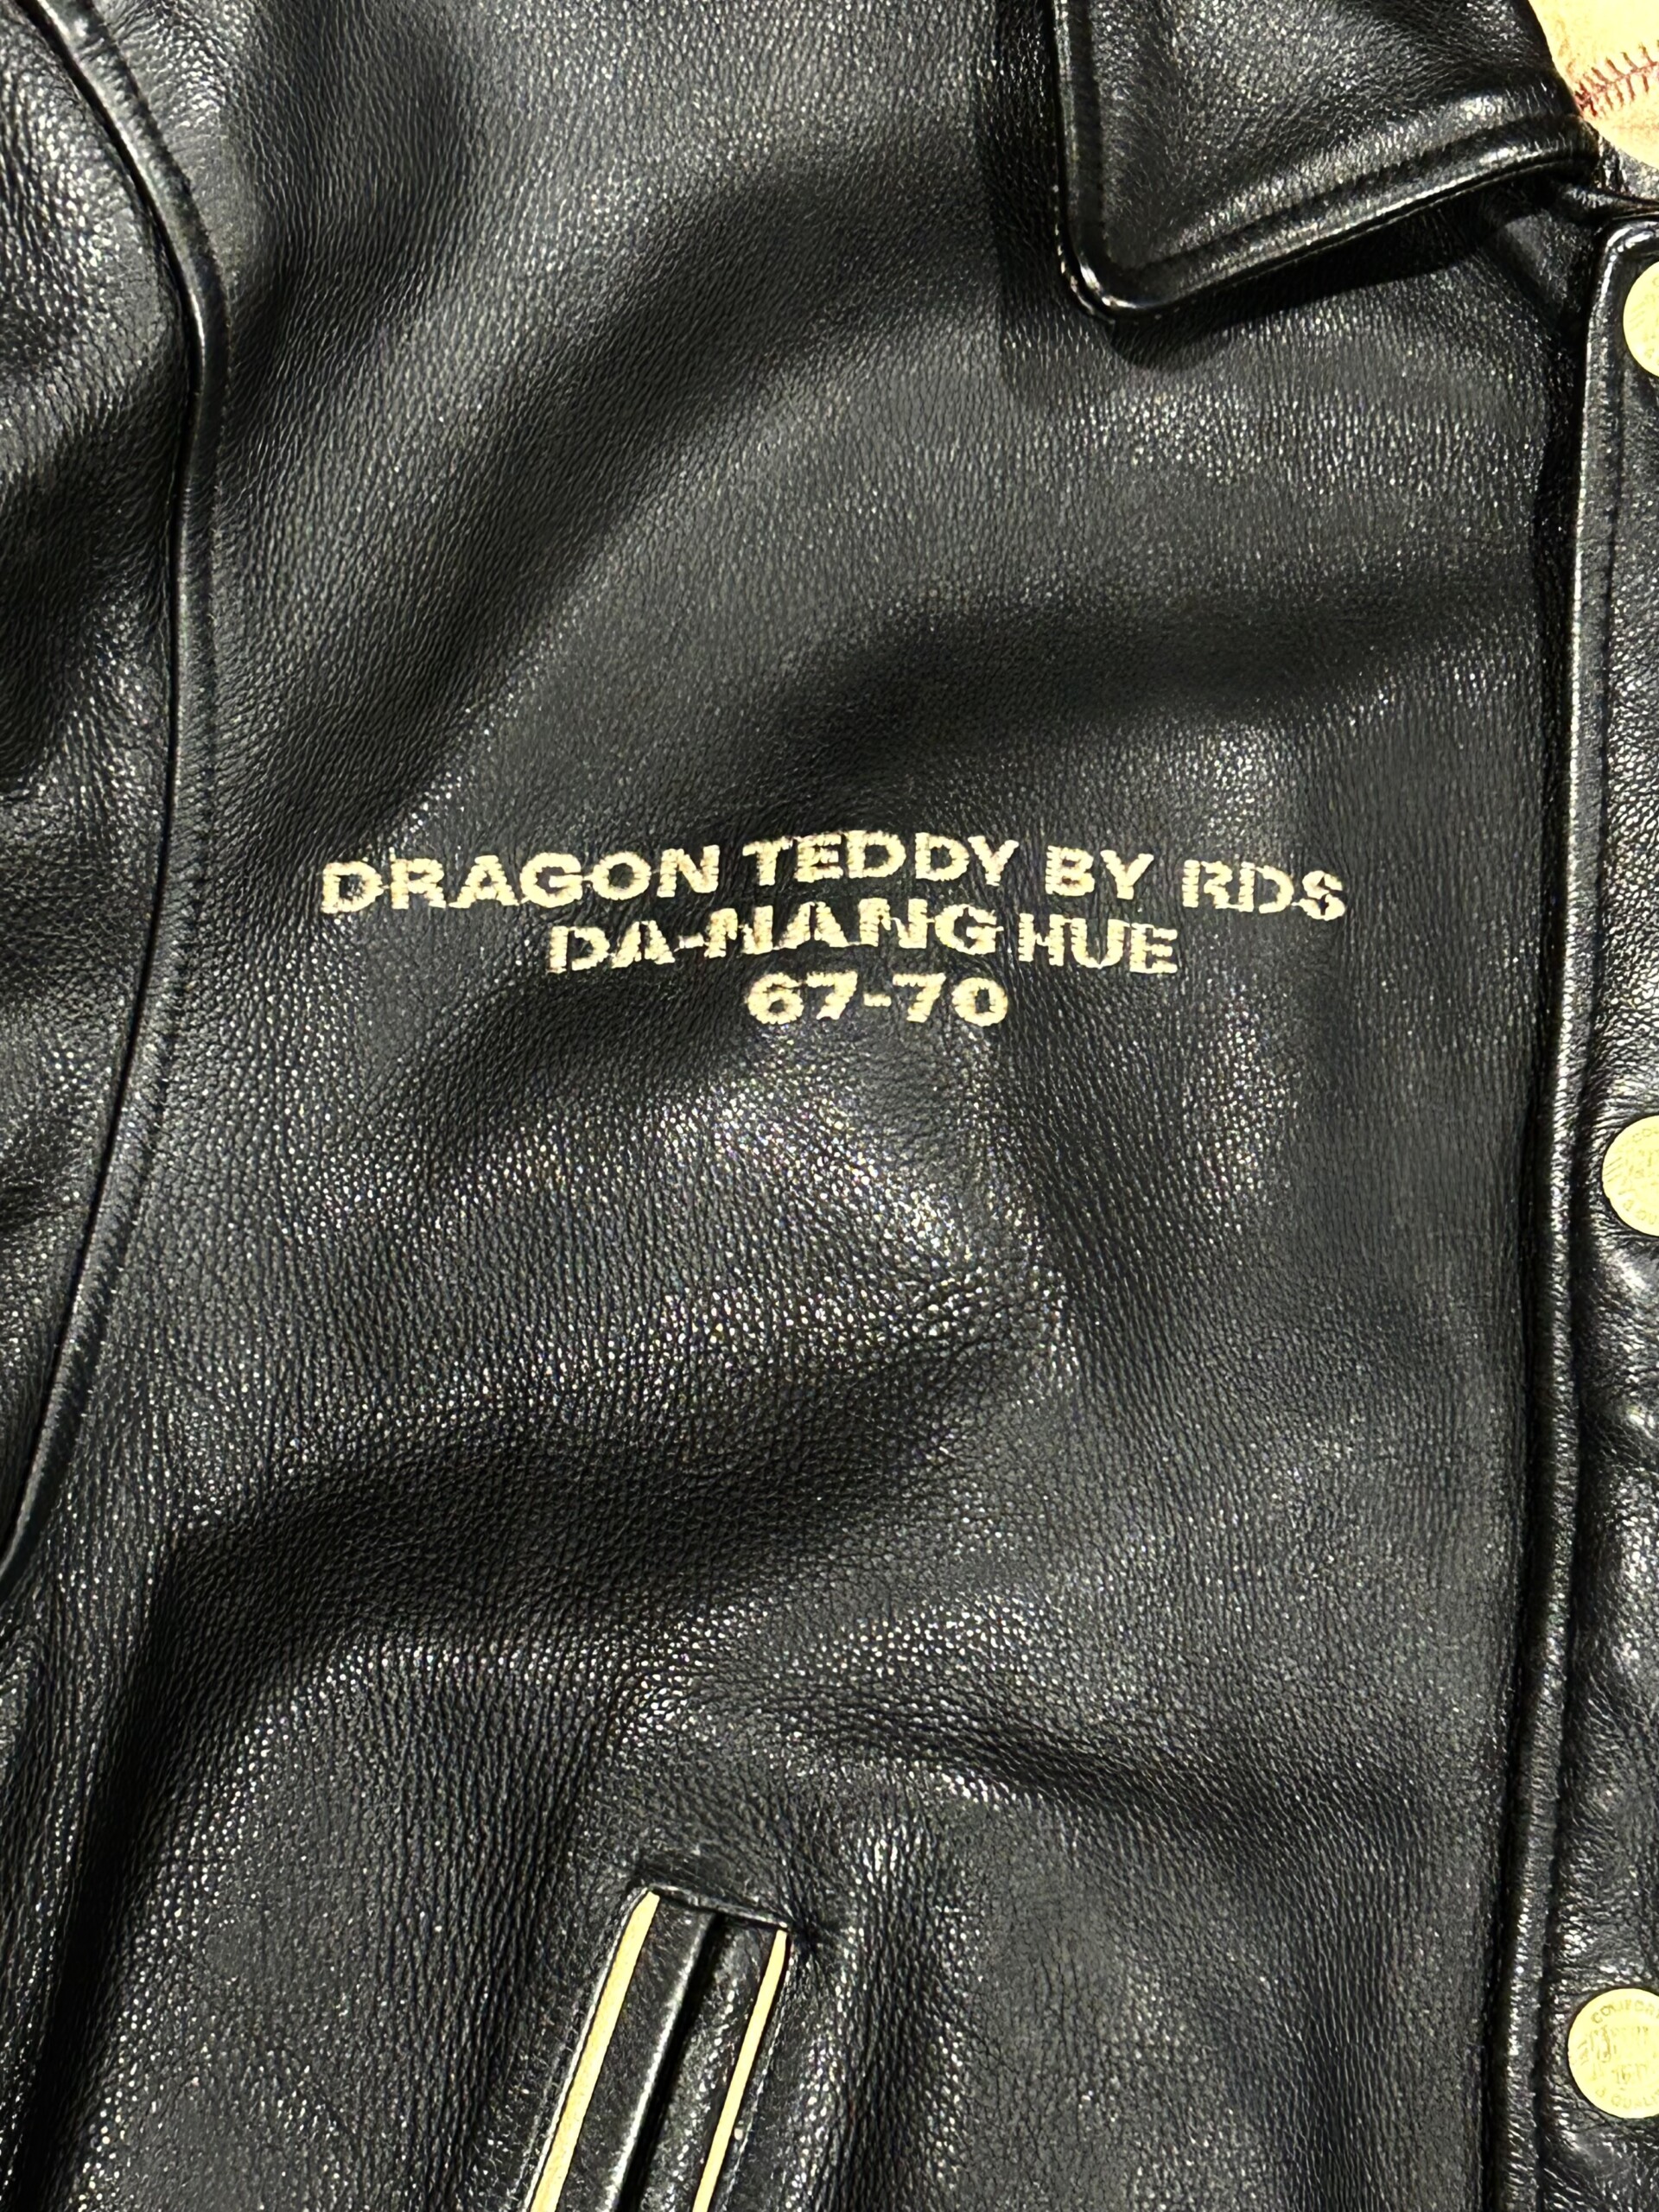 DRAGON TEDDY BY RDS
DA-NANG HUE
67-70